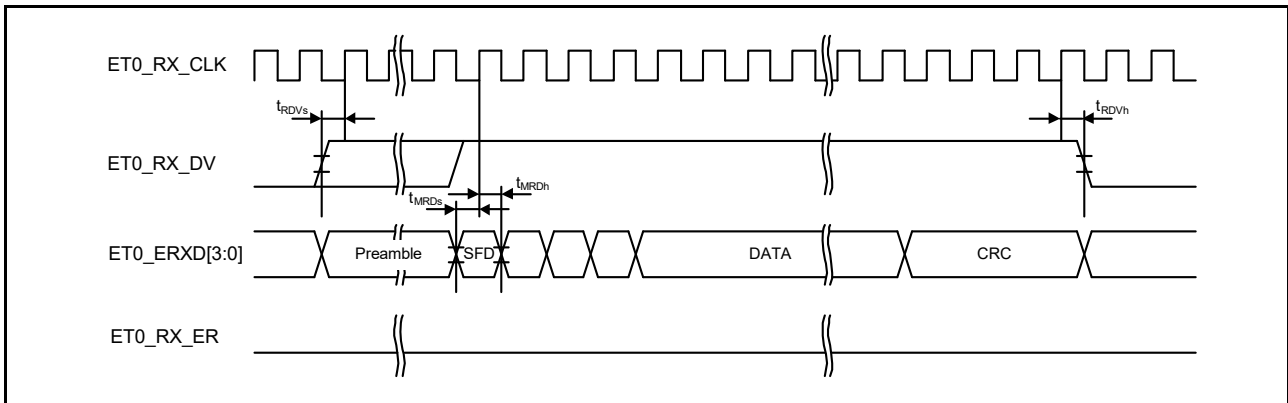 ET0_RX_CLK
tRDVs
tRDVh
ET0_RX_DV
tMRDs
tMRDh
ET0_ERXD[3:0]
Preamble
SFD
DATA
CRC
ET0_RX_ER